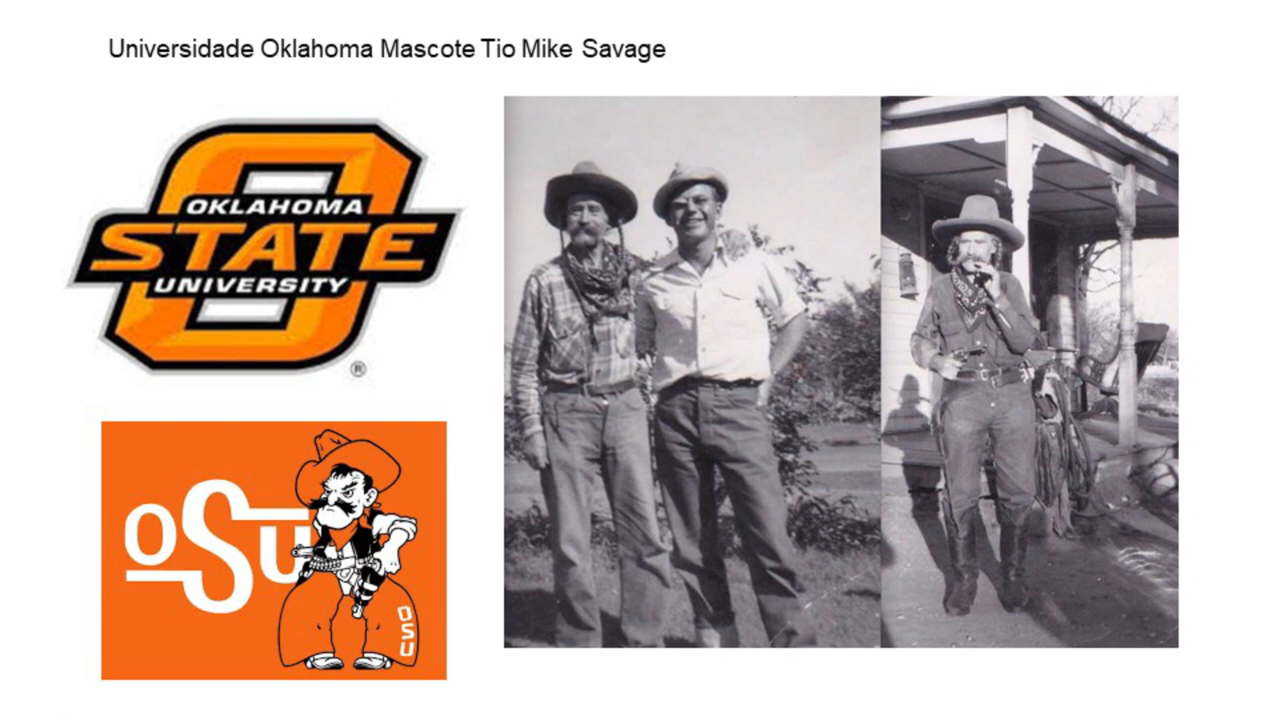 Universidade Oklahoma Mascote Tio Mike Savage
OKLAHOMA
STATE
UNIVERSITY
®
OSU
OSU